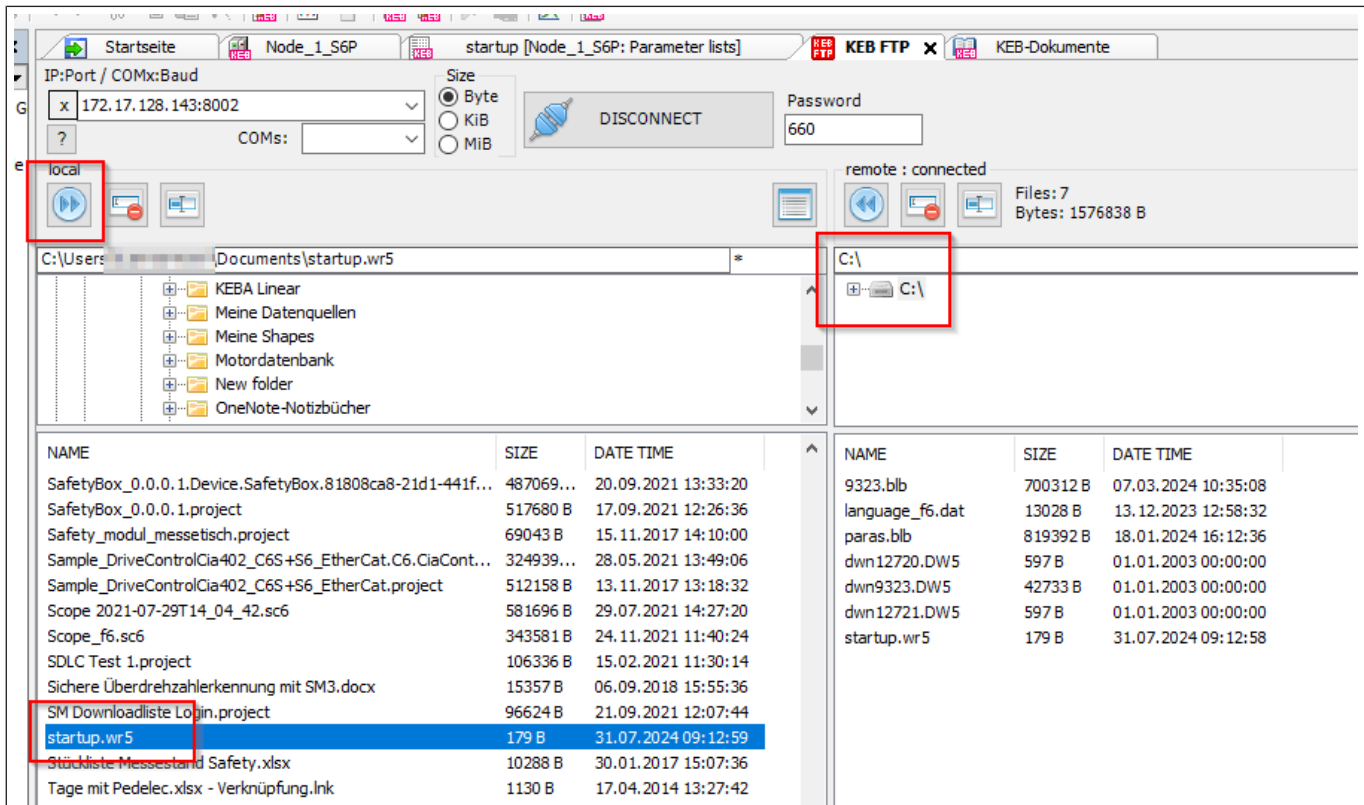 Startseite
KEB
Node_1_S6P
KEB
startup [Node_1_S6P: Parameter lists]
KEB FTP
KEB FTP
KEB
KEB-Dokumente
IP:Port / COMx:Baud
Size
x 172.17.128.143:8002
Byte
KiB
MiB
DISCONNECT
Password
660
?
COMs:
local
remote : connected
Files: 7
Bytes: 1576838 B
C:\Users \Documents\startup.wr5
*
C:\
KEBA Linear
Meine Datenquellen
Meine Shapes
Motordatenbank
New folder
OneNote-Notizbücher
C:\
NAME SIZE DATE TIME
SafetyBox_0.0.0.1.Device.SafetyBox.81808ca8-21d1-441f... 487069... 20.09.2021 13:33:20
SafetyBox_0.0.0.1.project 517680 B 17.09.2021 12:26:36
Safety_modul_messetisch.project 69043 B 15.11.2017 14:10:00
Sample_DriveControlCia402_C6S+S6_EtherCat.C6.CiaCont... 324939... 28.05.2021 13:49:06
Sample_DriveControlCia402_C6S+S6_EtherCat.project 512158 B 13.11.2017 13:18:32
Scope 2021-07-29T14_04_42.sc6 581696 B 29.07.2021 14:27:20
Scope_f6.sc6 343581 B 24.11.2021 11:40:24
SDLC Test 1.project 106336 B 15.02.2021 11:30:14
Sichere Überdrehzahlerkennung mit SM3.docx 15357 B 06.09.2018 15:55:36
SM Downloadliste Login.project 96624 B 21.09.2021 12:07:44
startup.wr5 179 B 31.07.2024 09:12:59
Stückliste Messestand Safety.xlsx 10288 B 30.01.2017 15:07:36
Tage mit Pedelec.xlsx - Verknüpfung.lnk 1130 B 17.04.2014 13:27:42
NAME SIZE DATE TIME
9323.blb 700312 B 07.03.2024 10:35:08
language_f6.dat 13028 B 13.12.2023 12:58:32
paras.blb 819392 B 18.01.2024 16:12:36
dwn12720.DW5 597 B 01.01.2003 00:00:00
dwn9323.DW5 42733 B 01.01.2003 00:00:00
dwn12721.DW5 597 B 01.01.2003 00:00:00
startup.wr5 179 B 31.07.2024 09:12:58